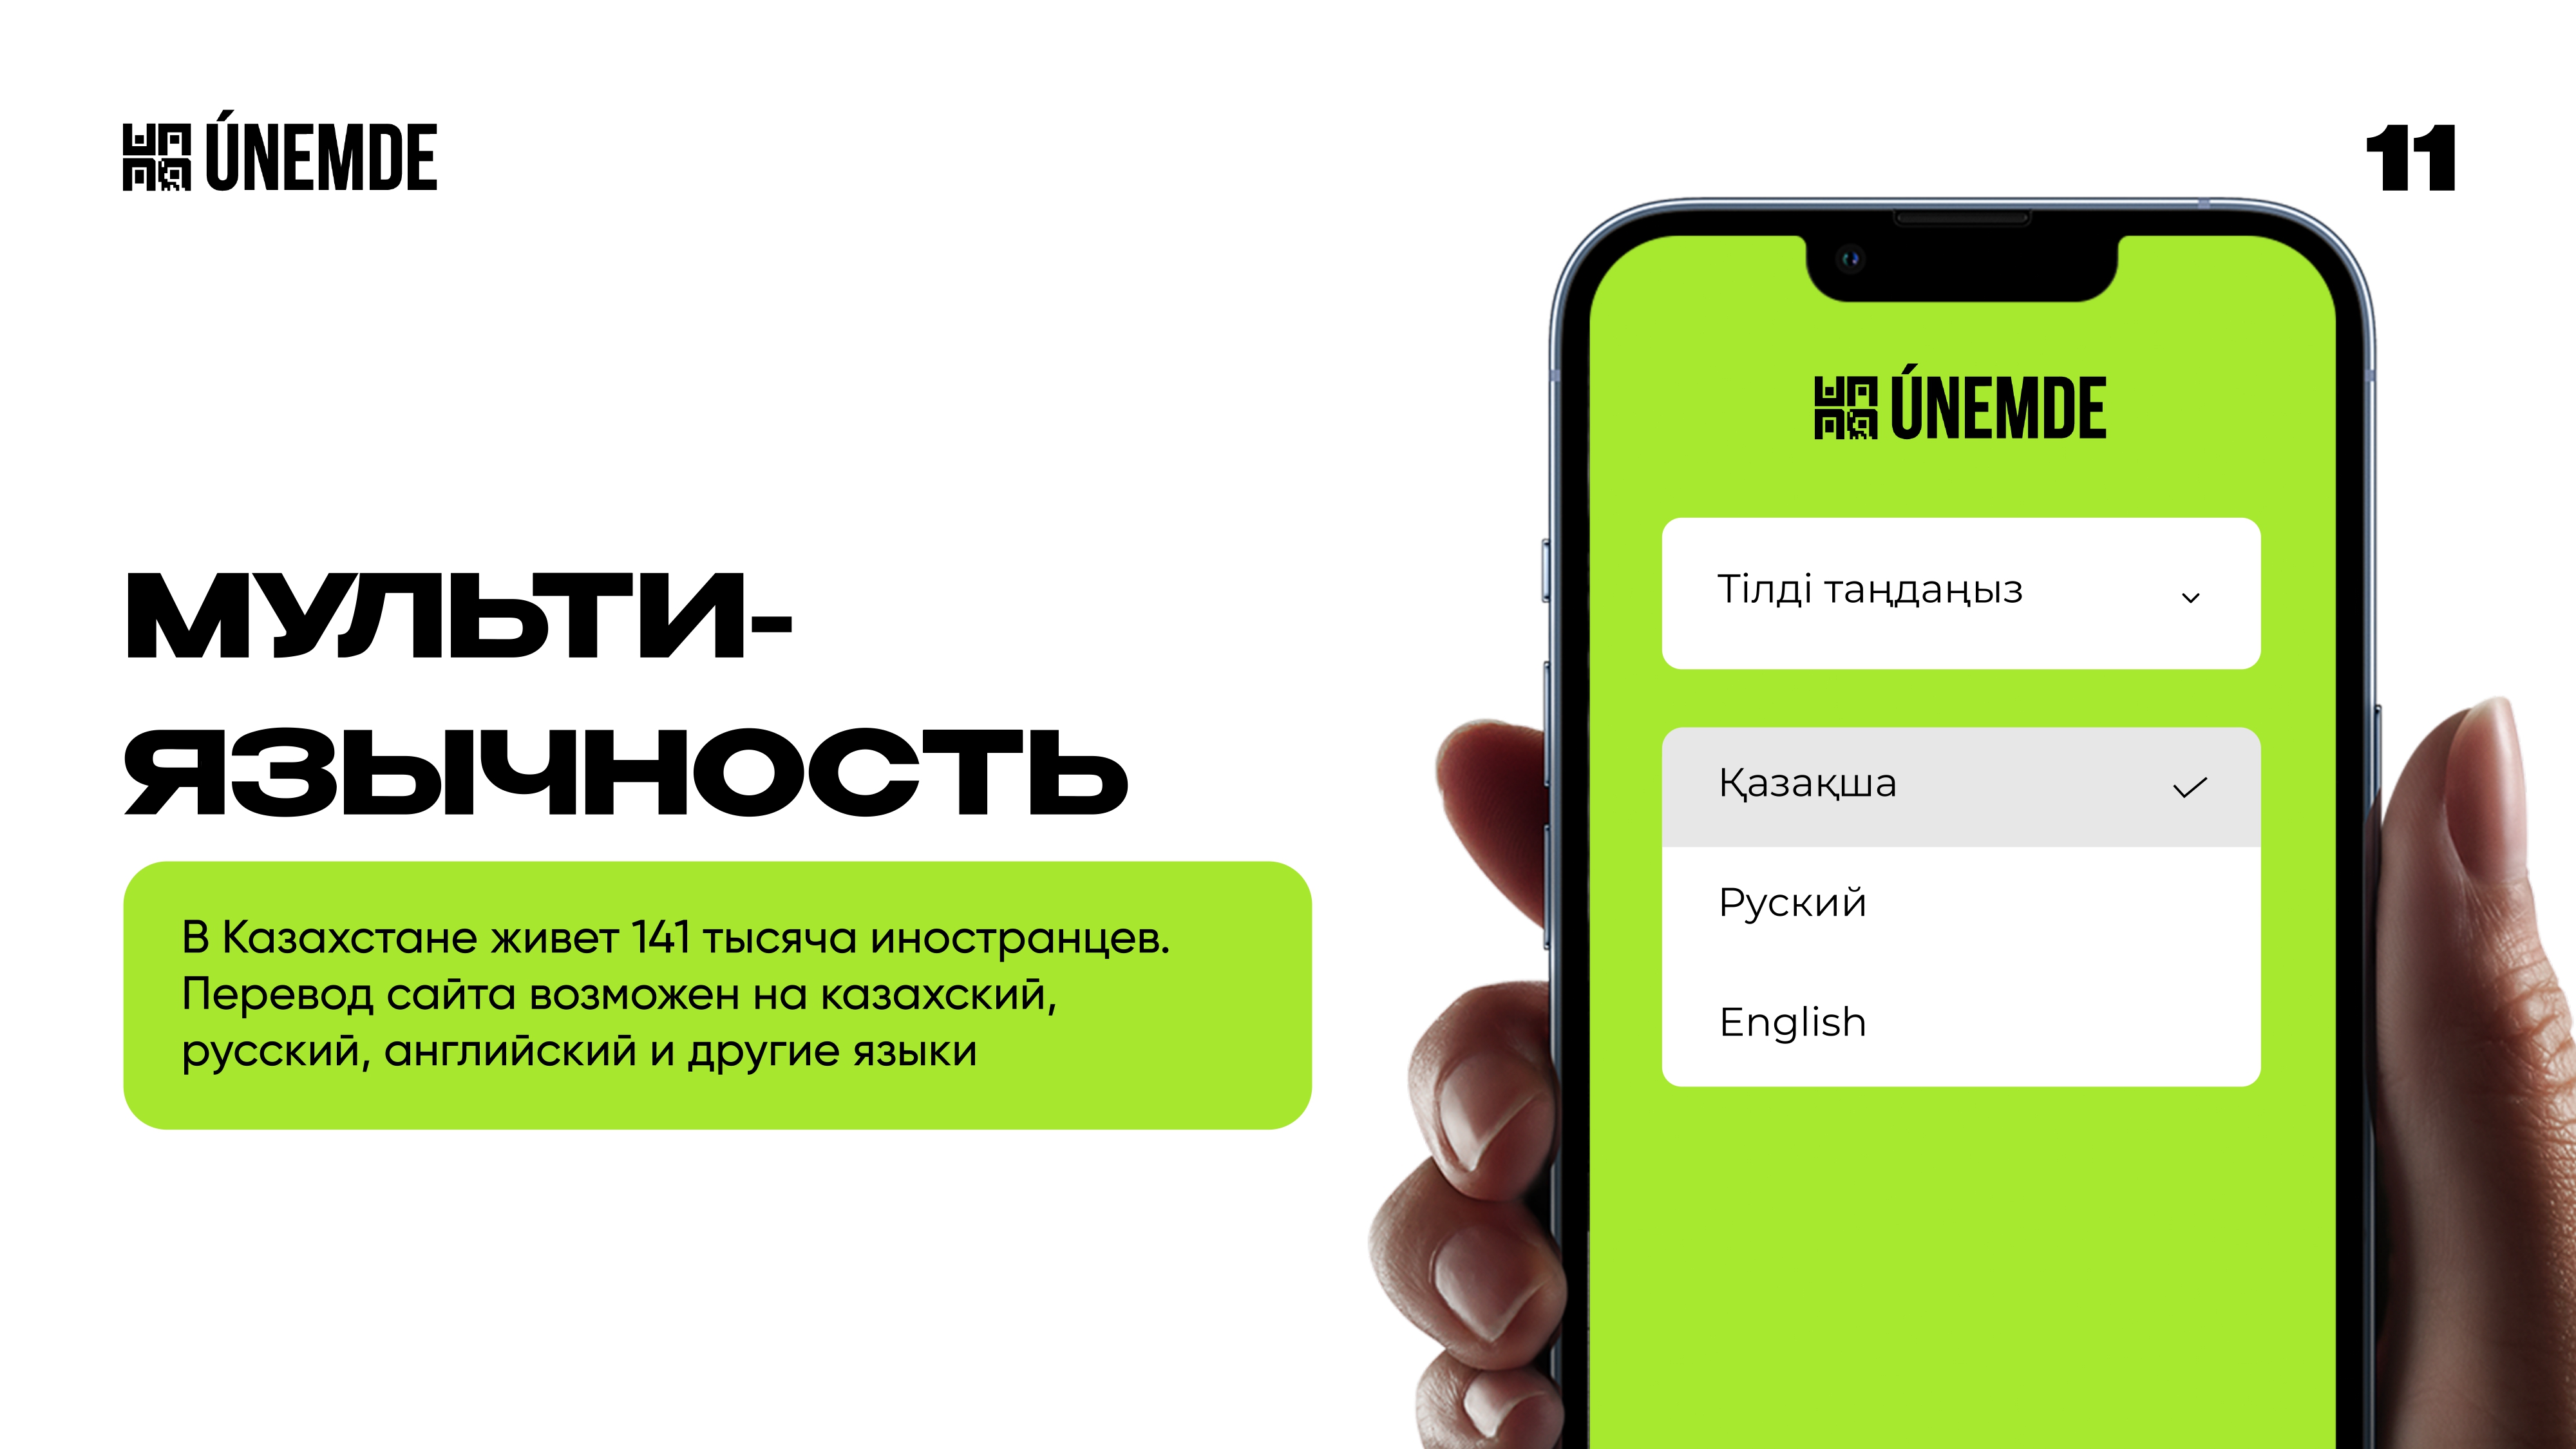 ÚNEMDE
11
МУЛЬТИ-
ЯЗЫЧНОСТЬ
В Казахстане живет 141 тысяча иностранцев.
Перевод сайта возможен на казахский,
русский, английский и другие языки
ÚNEMDE
Тілді таңдаңыз
Қазақша
Руский
English